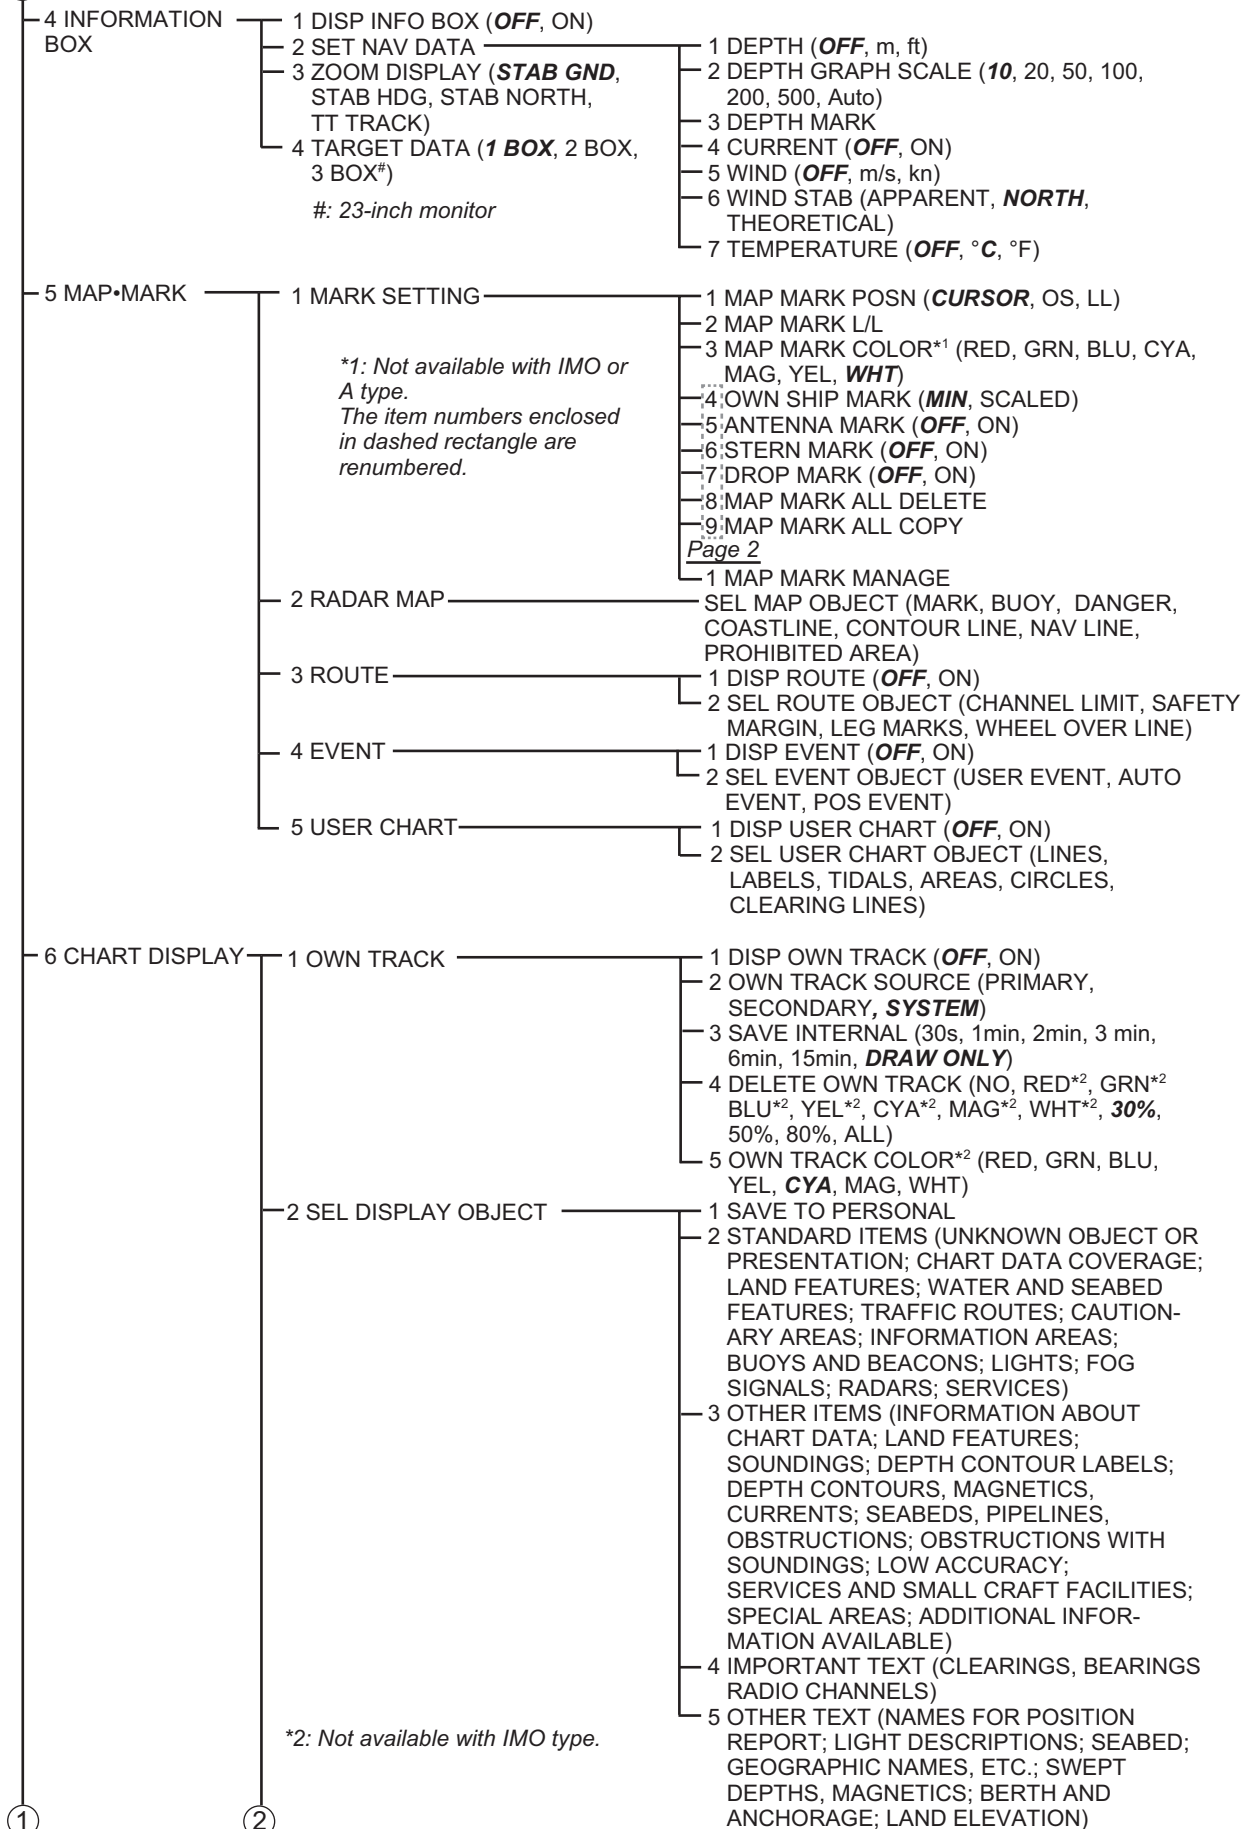 4 INFORMATION
BOX
1 DISP INFO BOX (OFF, ON)
2 SET NAV DATA
3 ZOOM DISPLAY (STAB GND,
STAB HDG, STAB NORTH,
TT TRACK)
4 TARGET DATA (1 BOX, 2 BOX,
3 BOX#)
#: 23-inch monitor
1 DEPTH (OFF, m, ft)
2 DEPTH GRAPH SCALE (10, 20, 50, 100,
200, 500, Auto)
3 DEPTH MARK
4 CURRENT (OFF, ON)
5 WIND (OFF, m/s, kn)
6 WIND STAB (APPARENT, NORTH,
THEORETICAL)
7 TEMPERATURE (OFF, °C, °F)
5 MAP•MARK
1 MARK SETTING
*1: Not available with IMO or
A type.
The item numbers enclosed
in dashed rectangle are
renumbered.
1 MAP MARK POSN (CURSOR, OS, LL)
2 MAP MARK L/L
3 MAP MARK COLOR*1 (RED, GRN, BLU, CYA,
MAG, YEL, WHT)
4 OWN SHIP MARK (MIN, SCALED)
5 ANTENNA MARK (OFF, ON)
6 STERN MARK (OFF, ON)
7 DROP MARK (OFF, ON)
8 MAP MARK ALL DELETE
9 MAP MARK ALL COPY
Page 2
1 MAP MARK MANAGE
2 RADAR MAP
SEL MAP OBJECT (MARK, BUOY, DANGER,
COASTLINE, CONTOUR LINE, NAV LINE,
PROHIBITED AREA)
3 ROUTE
1 DISP ROUTE (OFF, ON)
2 SEL ROUTE OBJECT (CHANNEL LIMIT, SAFETY
MARGIN, LEG MARKS, WHEEL OVER LINE)
4 EVENT
1 DISP EVENT (OFF, ON)
2 SEL EVENT OBJECT (USER EVENT, AUTO
EVENT, POS EVENT)
5 USER CHART
1 DISP USER CHART (OFF, ON)
2 SEL USER CHART OBJECT (LINES,
LABELS, TIDALS, AREAS, CIRCLES,
CLEARING LINES)
6 CHART DISPLAY
1 OWN TRACK
1 DISP OWN TRACK (OFF, ON)
2 OWN TRACK SOURCE (PRIMARY,
SECONDARY, SYSTEM)
3 SAVE INTERNAL (30s, 1min, 2min, 3 min,
6min, 15min, DRAW ONLY)
4 DELETE OWN TRACK (NO, RED*2, GRN*2
BLU*2, YEL*2, CYA*2, MAG*2, WHT*2, 30%,
50%, 80%, ALL)
5 OWN TRACK COLOR*2 (RED, GRN, BLU,
YEL, CYA, MAG, WHT)
2 SEL DISPLAY OBJECT
1 SAVE TO PERSONAL
2 STANDARD ITEMS (UNKNOWN OBJECT OR
PRESENTATION; CHART DATA COVERAGE;
LAND FEATURES; WATER AND SEABED
FEATURES; TRAFFIC ROUTES; CAUTION-
ARY AREAS; INFORMATION AREAS;
BUOYS AND BEACONS; LIGHTS; FOG
SIGNALS; RADARS; SERVICES)
3 OTHER ITEMS (INFORMATION ABOUT
CHART DATA; LAND FEATURES;
SOUNDINGS; DEPTH CONTOUR LABELS;
DEPTH CONTOURS, MAGNETICS,
CURRENTS; SEABEDS, PIPELINES,
OBSTRUCTIONS; OBSTRUCTIONS WITH
SOUNDINGS; LOW ACCURACY;
SERVICES AND SMALL CRAFT FACILITIES;
SPECIAL AREAS; ADDITIONAL INFOR-
MATION AVAILABLE)
4 IMPORTANT TEXT (CLEARINGS, BEARINGS
RADIO CHANNELS)
5 OTHER TEXT (NAMES FOR POSITION
REPORT; LIGHT DESCRIPTIONS; SEABED;
GEOGRAPHIC NAMES, ETC.; SWEPT
DEPTHS, MAGNETICS; BERTH AND
ANCHORAGE; LAND ELEVATION)
*2: Not available with IMO type.
1
2